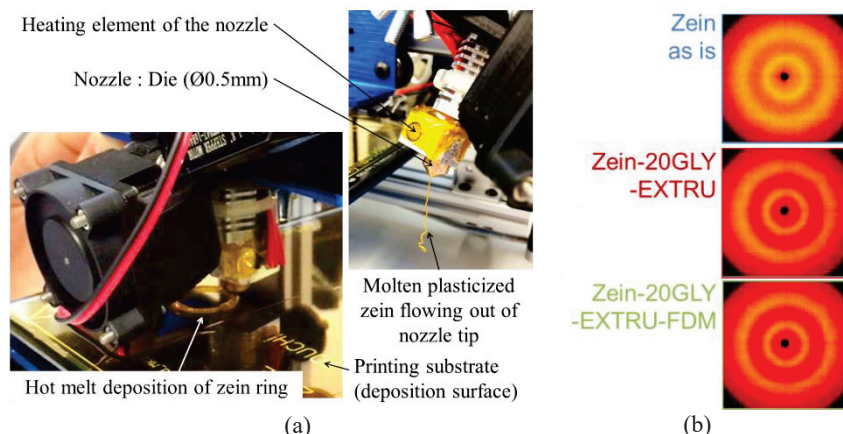 Heating element of the nozzle
Nozzle : Die (Ø0.5mm)
Molten plasticized
zein flowing out of
nozzle tip
Hot melt deposition of zein ring
Printing substrate
(deposition surface)
(a)
Zein
as is
Zein-20GLY
-EXTRU
Zein-20GLY
-EXTRU-FDM
(b)